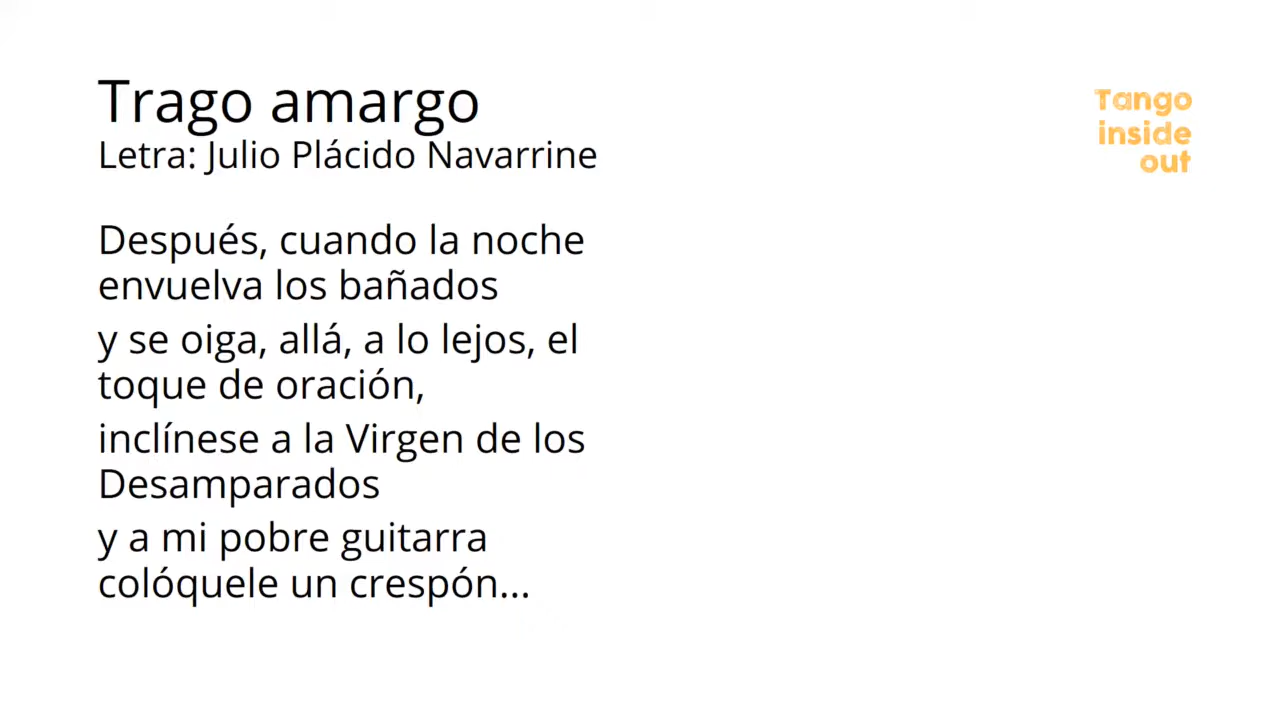 Trago amargo
Letra: Julio Plácido Navarrine
Tango
inside
out
Después, cuando la noche
envuelva los bañados
y se oiga, allá, a lo lejos, el
toque de oración,
inclínese a la Virgen de los
Desamparados
y a mi pobre guitarra
colóquele un crespón...